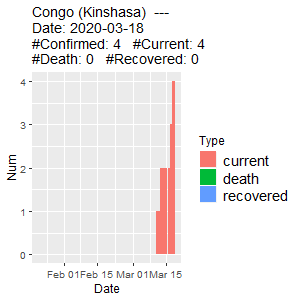 Congo (Kinshasa)  ---
Date: 2020-03-18
#Confirmed: 4   #Current: 4
#Death: 0   #Recovered: 0
4
3
2
1
0
Num
Feb 01 Feb 15 Mar 01 Mar 15
Date
Type
current
death
recovered